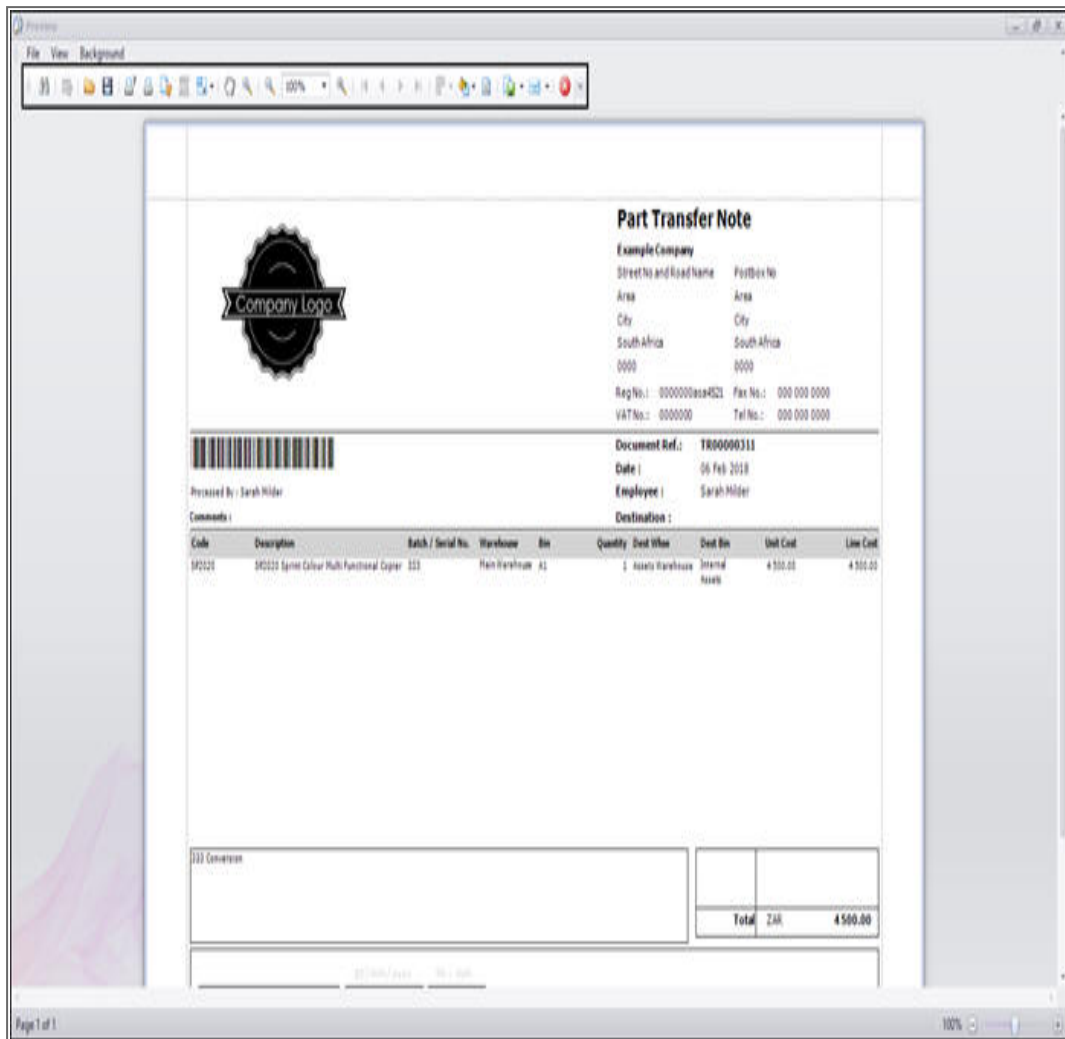 Preview
File View Background
100%
Part Transfer Note
Company Logo
Example Company
Street No and Road Name Postbox No
Area Area
City City
South Africa South Africa
0000 0000
Reg No.: 0000000asa4521 Fax No.: 000 000 0000
VAT No.: 0000000 Tel No.: 000 000 0000
Document Ref.: TR00000311
Date : 06 Feb 2018
Processed By : Sarah Milder Employee : Sarah Milder
Comments : Destination :
Code Description Batch / Serial No. Warehouse Bin Quantity Dest Whse Dest Bin Unit Cost Line Cost
SP2020 SP2020 Sprint Colour Multi Functional Copier 333 Main Warehouse A1 1 Assets Warehouse Internal 4 500.00 4 500.00
Assets
333 Conversion
Total ZAR 4 500.00
Page 1 of 1 100%